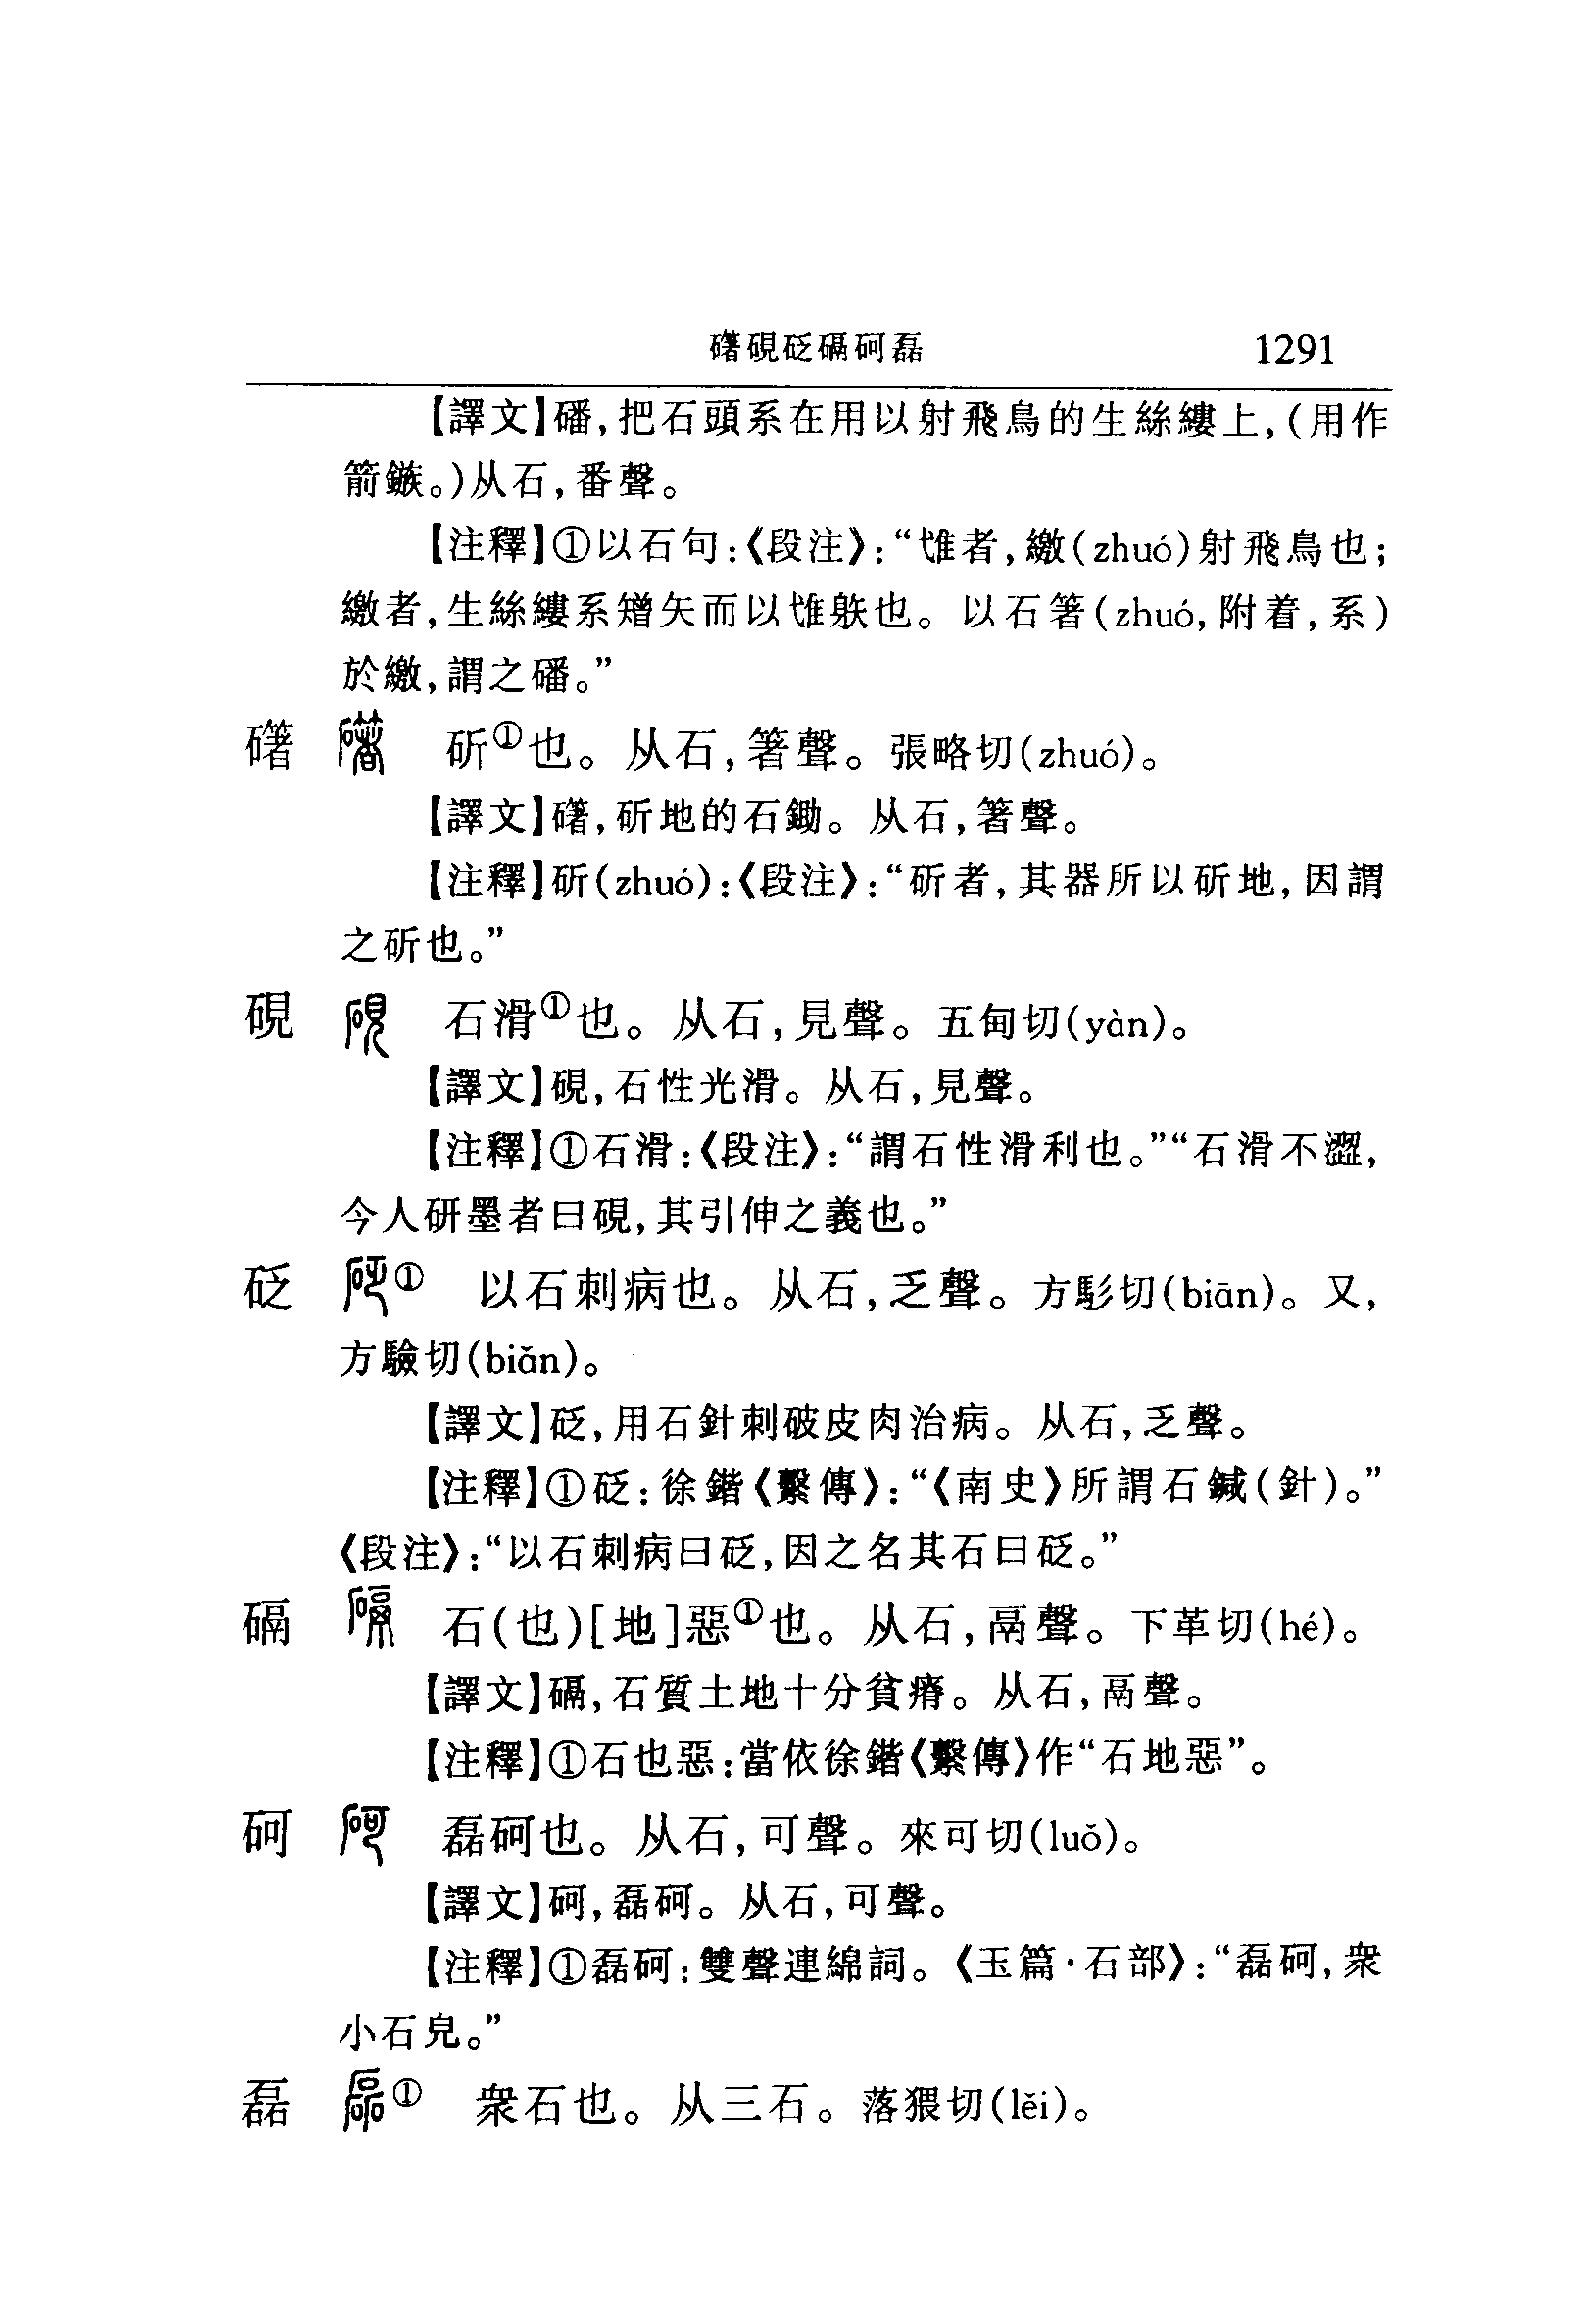 䃴硯砭碋砢磊 1291
【譯文】磻,把石頭系在用以射飛鳥的生絲縷上,(用作
箭鏃。)从石,番聲。
【注釋】①以石句:《段注》:“隿者,繳(zhuó)射飛鳥也;
繳者,生絲縷系矰矢而以隿䠶也。以石箸(zhuó,附着,系)
於繳,謂之磻。”
䃴 斫①也。从石,箸聲。張略切(zhuó)。
【譯文】䃴,斫地的石鋤。从石,箸聲。
【注釋】斫(zhuó):《段注》:“斫者,其器所以斫地,因謂
之斫也。”
硯 石滑①也。从石,見聲。五甸切(yàn)。
【譯文】硯,石性光滑。从石,見聲。
【注釋】①石滑:《段注》:“謂石性滑利也。”“石滑不澀,
今人研墨者曰硯,其引伸之義也。”
砭 ① 以石刺病也。从石,乏聲。方髟切(biān)。又,
方驗切(biǎn)。
【譯文】砭,用石針刺破皮肉治病。从石,乏聲。
【注釋】①砭:徐鍇《繫傳》:“《南史》所謂石鍼(針)。”
《段注》:“以石刺病曰砭,因之名其石曰砭。”
碋 石(也)[地]惡①也。从石,鬲聲。下革切(hé)。
【譯文】碋,石質土地十分貧瘠。从石,鬲聲。
【注釋】①石也惡:當依徐鍇《繫傳》作“石地惡”。
砢 磊砢也。从石,可聲。來可切(luǒ)。
【譯文】砢,磊砢。从石,可聲。
【注釋】①磊砢:雙聲連綿詞。《玉篇·石部》:“磊砢,衆
小石皃。”
磊 ① 衆石也。从三石。落猥切(lěi)。